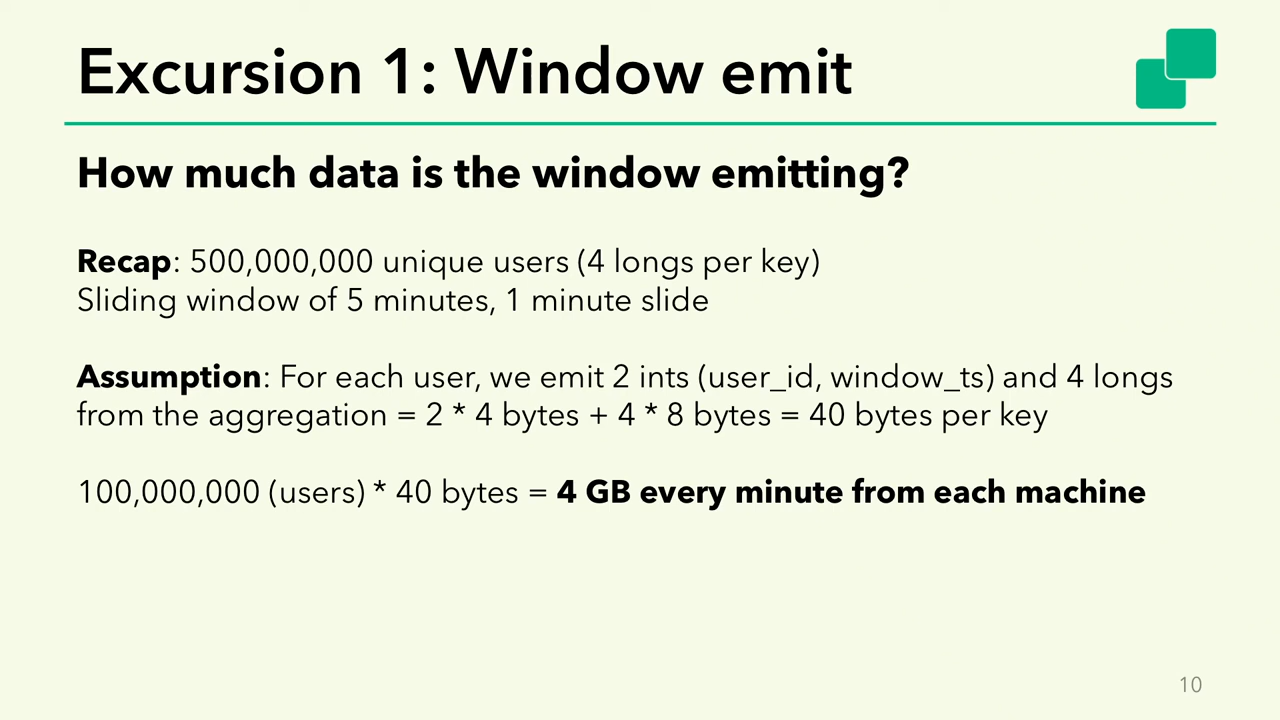 Excursion 1: Window emit
How much data is the window emitting?
Recap: 500,000,000 unique users (4 longs per key)
Sliding window of 5 minutes, 1 minute slide
Assumption: For each user, we emit 2 ints (user_id, window_ts) and 4 longs
from the aggregation = 2 * 4 bytes + 4 * 8 bytes = 40 bytes per key
100,000,000 (users) * 40 bytes = 4 GB every minute from each machine
10